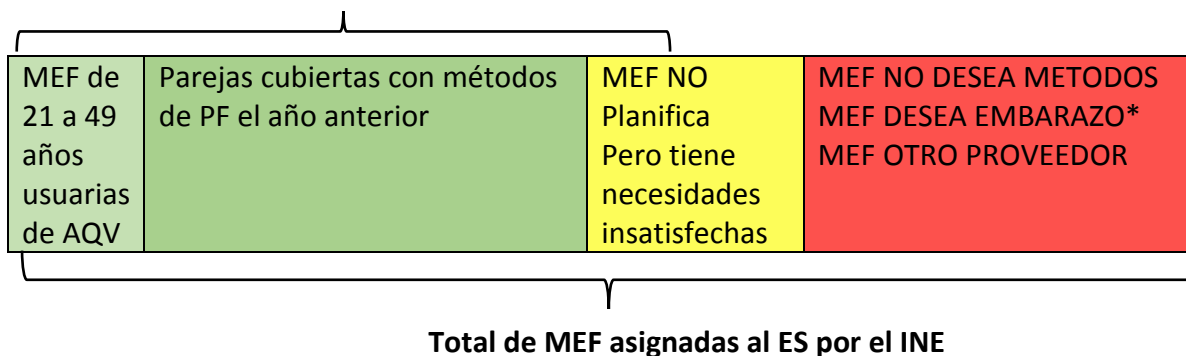 MEF de
21 a 49
años
usuarias
de AQV
Parejas cubiertas con métodos
de PF el año anterior
MEF NO
Planifica
Pero tiene
necesidades
insatisfechas
MEF NO DESEA METODOS
MEF DESEA EMBARAZO*
MEF OTRO PROVEEDOR
Total de MEF asignadas al ES por el INE